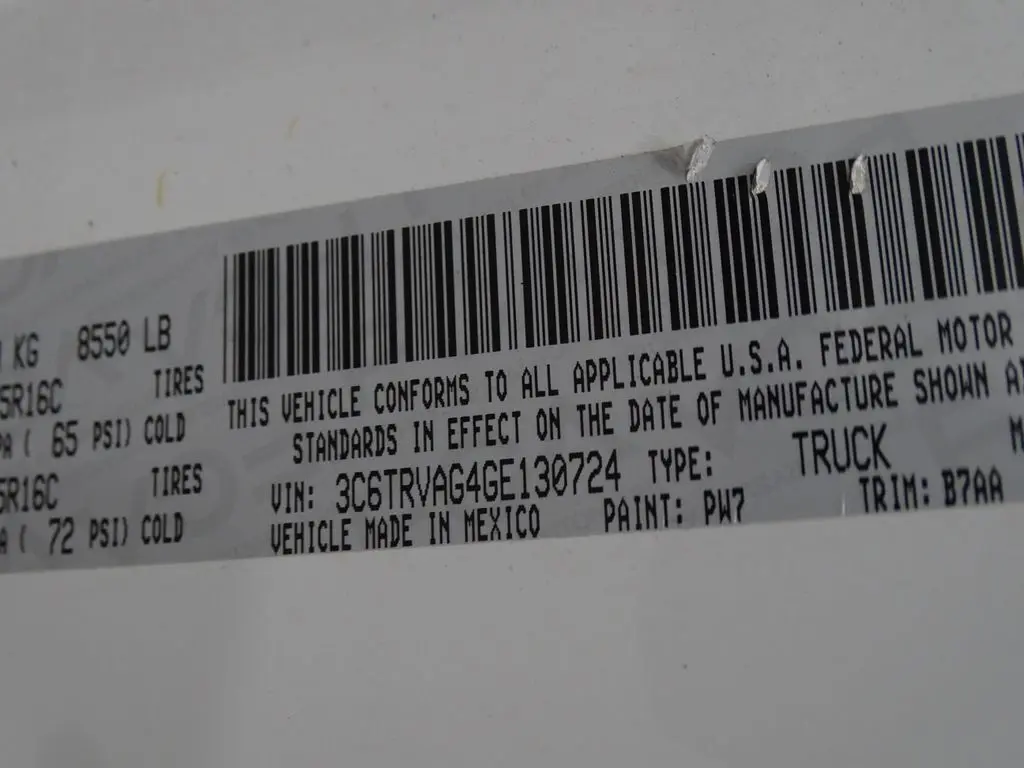 KG 8550 LB
5R16C TIRES
PA ( 65 PSI) COLD
5R16C TIRES
A ( 72 PSI) COLD
THIS VEHICLE CONFORMS TO ALL APPLICABLE U.S.A. FEDERAL MOTOR
STANDARDS IN EFFECT ON THE DATE OF MANUFACTURE SHOWN A
VIN: 3C6TRVAG4GE130724 TYPE: TRUCK M
VEHICLE MADE IN MEXICO PAINT: PW7 TRIM: B7AA